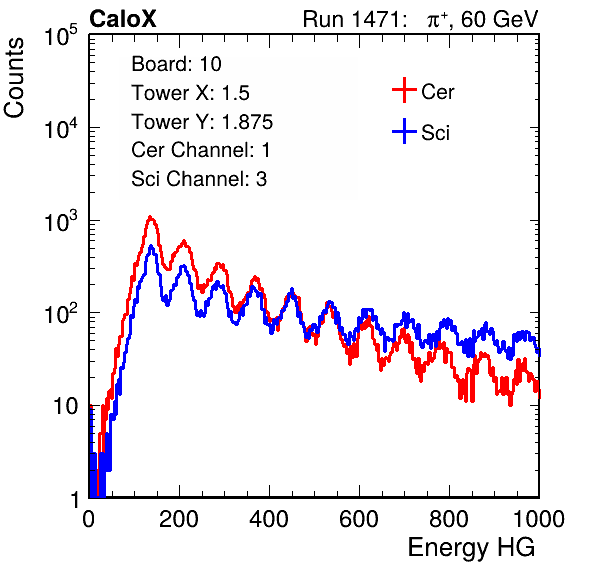 CaloX Run 1471: π⁺, 60 GeV
Counts
Board: 10
Tower X: 1.5
Tower Y: 1.875
Cer Channel: 1
Sci Channel: 3
Cer
Sci
10⁵
10⁴
10³
10²
10
1
0 200 400 600 800 1000
Energy HG